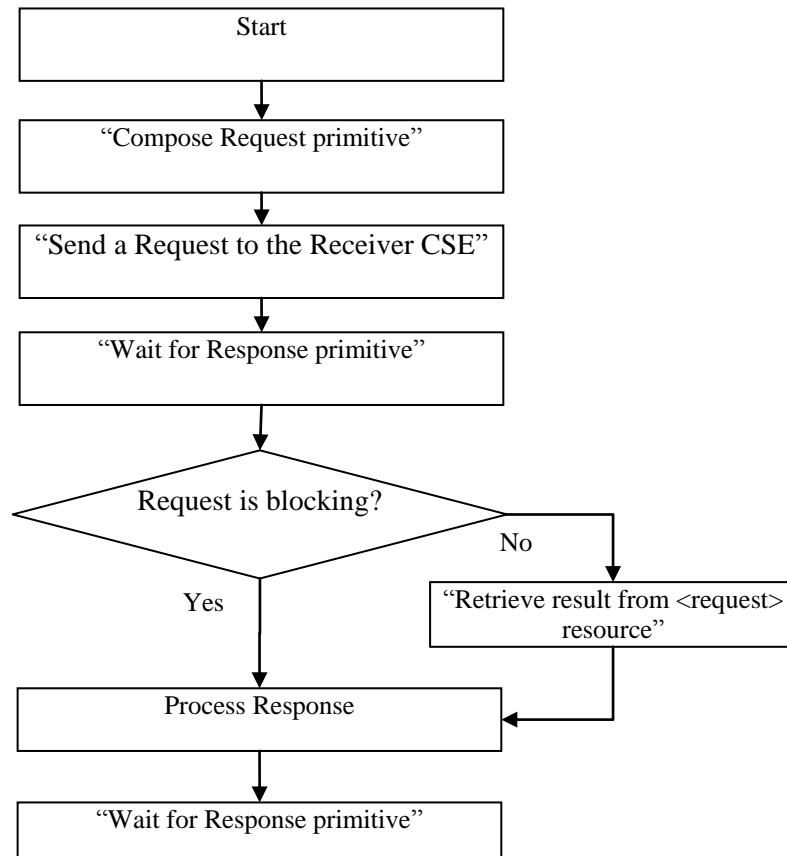 Start
“Compose Request primitive”
“Send a Request to the Receiver CSE”
“Wait for Response primitive”
Request is blocking?
No
Yes
“Retrieve result from <request>
resource”
Process Response
“Wait for Response primitive”